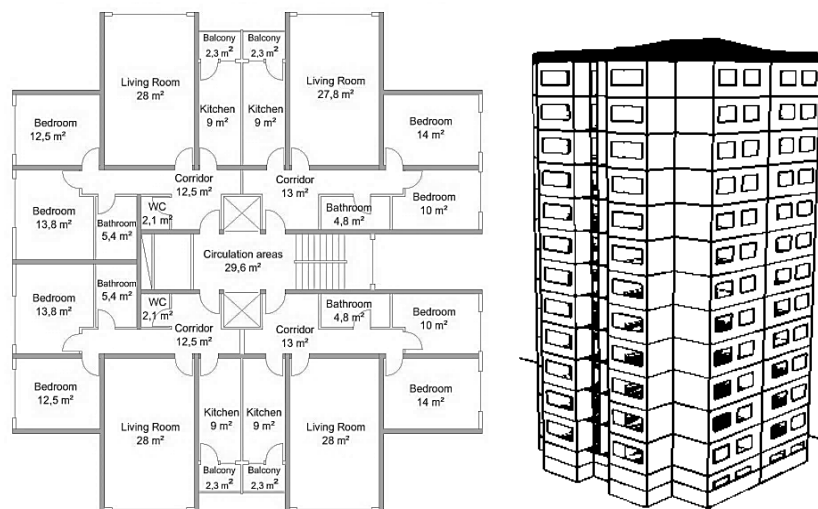 Balcony
2,3 m²
Balcony
2,3 m²
Living Room
28 m²
Living Room
27,8 m²
Kitchen
9 m²
Kitchen
9 m²
Bedroom
12,5 m²
Bedroom
14 m²
Corridor
12,5 m²
Corridor
13 m²
Bedroom
13,8 m²
Bathroom
5,4 m²
WC
2,1 m²
Bathroom
4,8 m²
Bedroom
10 m²
Circulation areas
29,6 m²
Bedroom
13,8 m²
Bathroom
5,4 m²
WC
2,1 m²
Bathroom
4,8 m²
Bedroom
10 m²
Corridor
12,5 m²
Corridor
13 m²
Bedroom
12,5 m²
Bedroom
14 m²
Living Room
28 m²
Kitchen
9 m²
Kitchen
9 m²
Living Room
28 m²
Balcony
2,3 m²
Balcony
2,3 m²